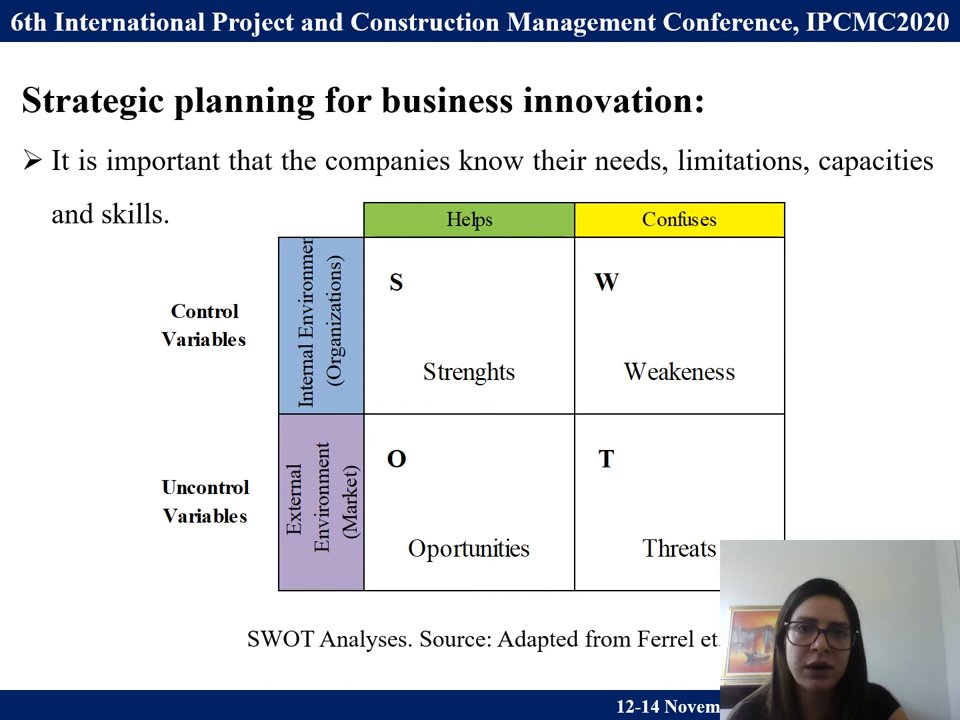 6th International Project and Construction Management Conference, IPCMC2020
Strategic planning for business innovation:
➢ It is important that the companies know their needs, limitations, capacities
and skills.
Helps
Confuses
Control
Variables
Internal Environmen
(Organizations)
S
Strenghts
W
Weakeness
Uncontrol
Variables
External
Environment
(Market)
O
Oportunities
T
Threats
SWOT Analyses. Source: Adapted from Ferrel et.
12-14 Novem